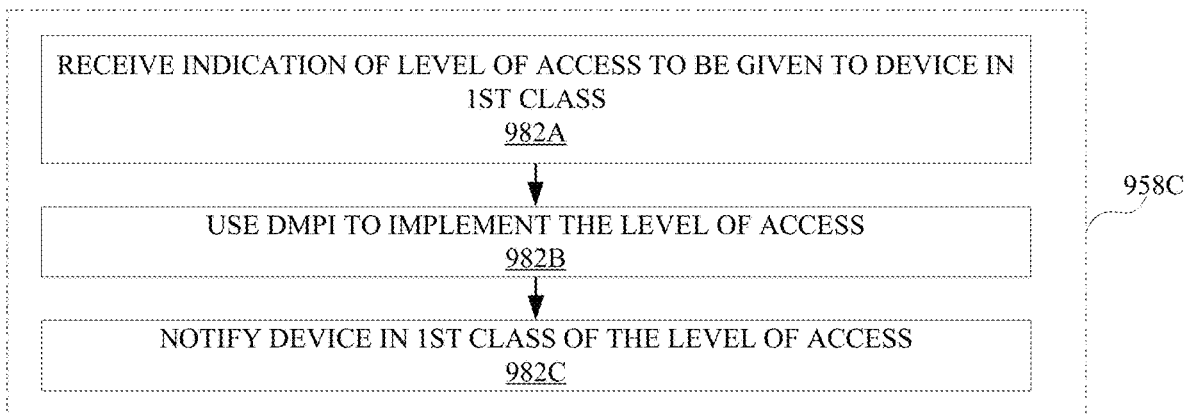 RECEIVE INDICATION OF LEVEL OF ACCESS TO BE GIVEN TO DEVICE IN
1ST CLASS
982A
958C
USE DMPI TO IMPLEMENT THE LEVEL OF ACCESS
982B
NOTIFY DEVICE IN 1ST CLASS OF THE LEVEL OF ACCESS
982C